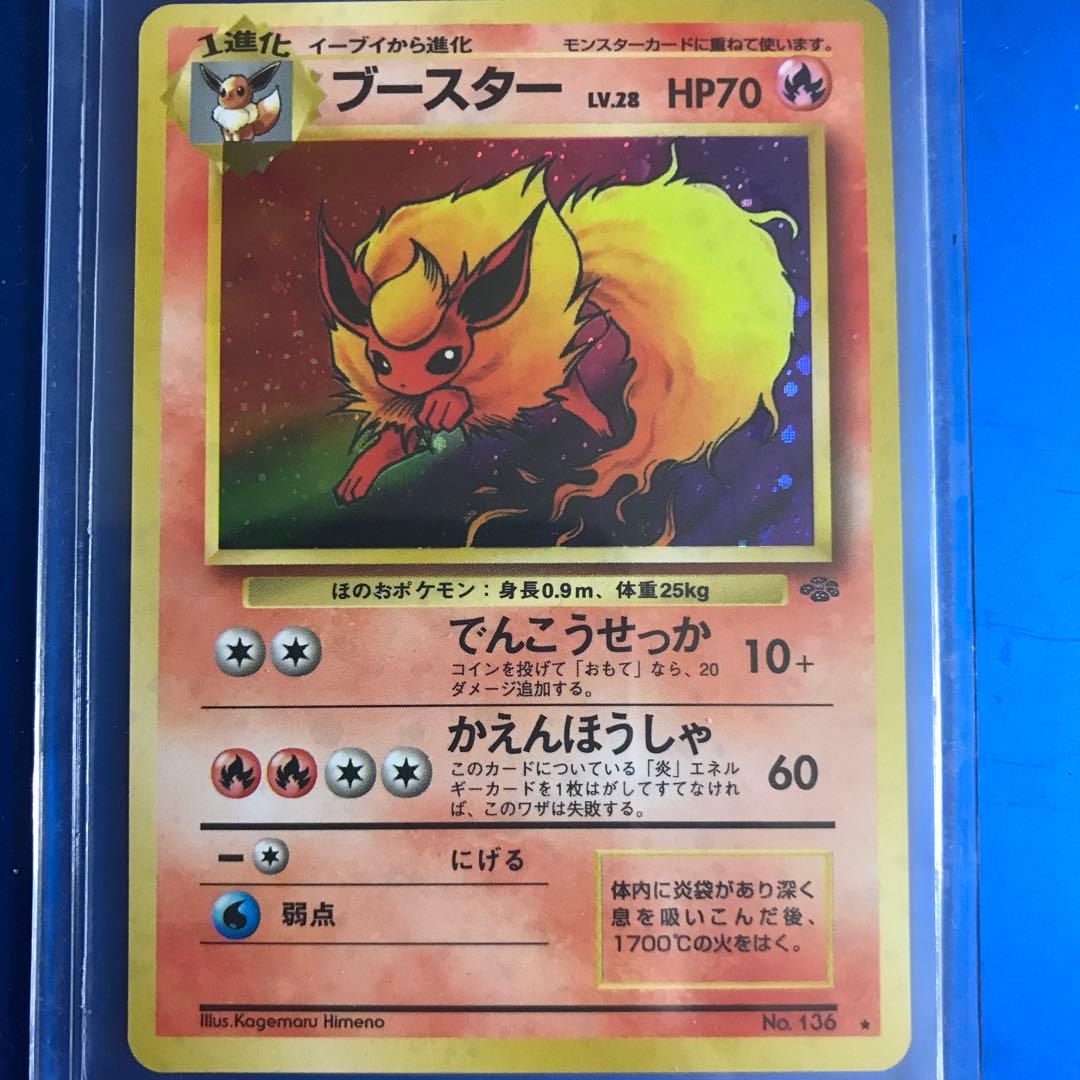 1進化 イーブイから進化 モンスターカードに重ねて使います。
ブースター LV.28 HP70
ほのおポケモン：身長0.9m、体重25kg
でんこうせっか 10+
コインを投げて「おもて」なら、20
ダメージ追加する。
かえんほうしゃ 60
このカードについている「炎」エネル
ギーカードを1枚はがしてすてなけれ
ば、このワザは失敗する。
ー にげる
弱点
体内に炎袋があり深く
息を吸いこんだ後、
1700℃の火をはく。
Illus.Kagemaru Himeno No. 136 ★